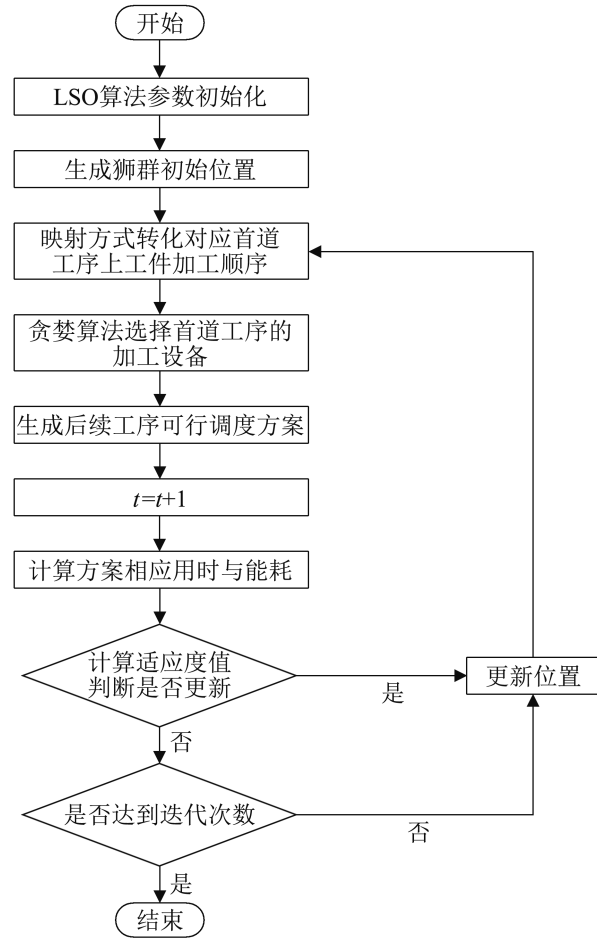 开始
LSO算法参数初始化
生成狮群初始位置
映射方式转化对应首道
工序上工件加工顺序
贪婪算法选择首道工序的
加工设备
生成后续工序可行调度方案
t=t+1
计算方案相应用时与能耗
计算适应度值
判断是否更新
是
更新位置
否
是否达到迭代次数
否
是
结束